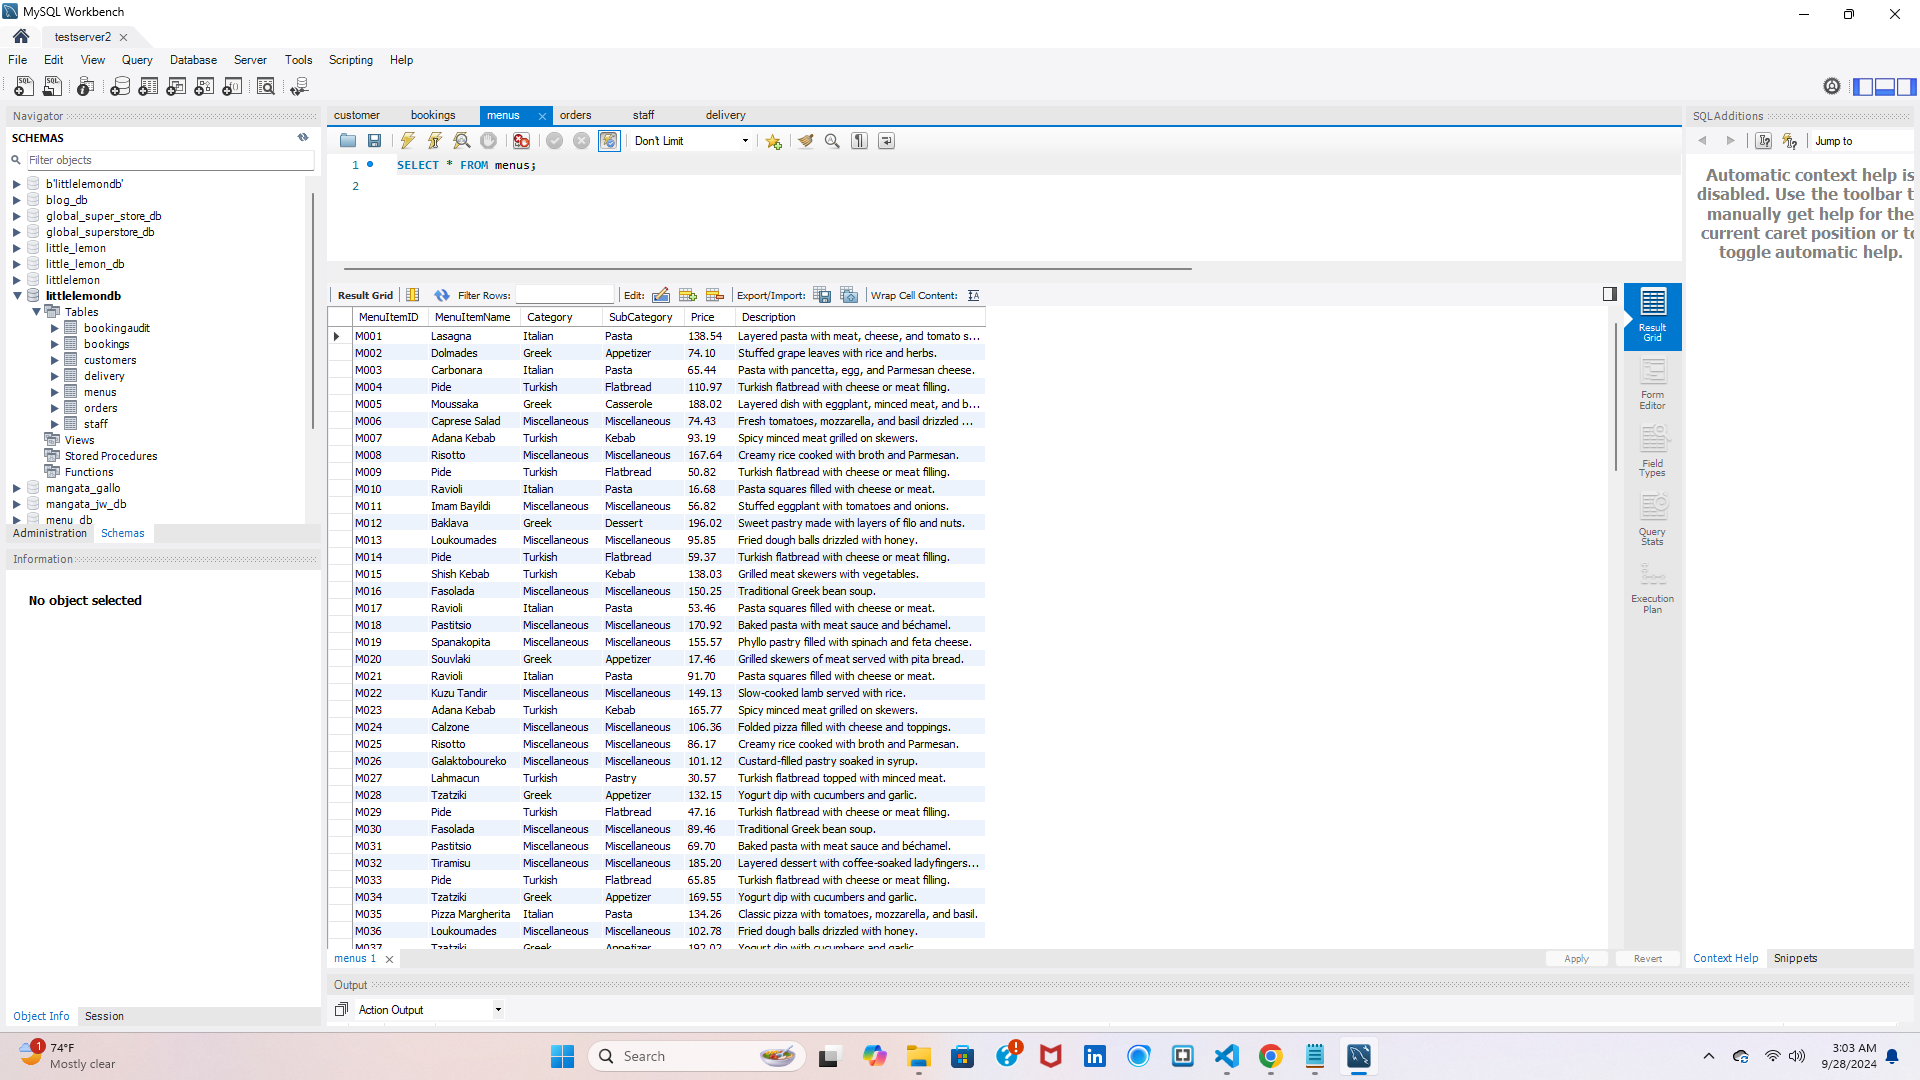 MySQL Workbench
testserver2
File Edit View Query Database Server Tools Scripting Help
Navigator
SCHEMAS
Filter objects
b'littlelemondb'
blog_db
global_super_store_db
global_superstore_db
little_lemon
little_lemon_db
littlelemon
littlelemondb
Tables
bookingaudit
bookings
customers
delivery
menus
orders
staff
Views
Stored Procedures
Functions
mangata_gallo
mangata_jw_db
menu_db
Administration Schemas
Information
No object selected
Object Info Session
customer bookings menus orders staff delivery
Don't Limit
1 SELECT * FROM menus;
2
Result Grid Filter Rows: Edit: Export/Import: Wrap Cell Content:
MenuItemID MenuItemName Category SubCategory Price Description
M001 Lasagna Italian Pasta 138.54 Layered pasta with meat, cheese, and tomato s...
M002 Dolmades Greek Appetizer 74.10 Stuffed grape leaves with rice and herbs.
M003 Carbonara Italian Pasta 65.44 Pasta with pancetta, egg, and Parmesan cheese.
M004 Pide Turkish Flatbread 110.97 Turkish flatbread with cheese or meat filling.
M005 Moussaka Greek Casserole 188.02 Layered dish with eggplant, minced meat, and b...
M006 Caprese Salad Miscellaneous Miscellaneous 74.43 Fresh tomatoes, mozzarella, and basil drizzled ...
M007 Adana Kebab Turkish Kebab 93.19 Spicy minced meat grilled on skewers.
M008 Risotto Miscellaneous Miscellaneous 167.64 Creamy rice cooked with broth and Parmesan.
M009 Pide Turkish Flatbread 50.82 Turkish flatbread with cheese or meat filling.
M010 Ravioli Italian Pasta 16.68 Pasta squares filled with cheese or meat.
M011 Imam Bayildi Miscellaneous Miscellaneous 56.82 Stuffed eggplant with tomatoes and onions.
M012 Baklava Greek Dessert 196.02 Sweet pastry made with layers of filo and nuts.
M013 Loukoumades Miscellaneous Miscellaneous 95.85 Fried dough balls drizzled with honey.
M014 Pide Turkish Flatbread 59.37 Turkish flatbread with cheese or meat filling.
M015 Shish Kebab Turkish Kebab 138.03 Grilled meat skewers with vegetables.
M016 Fasolada Miscellaneous Miscellaneous 150.25 Traditional Greek bean soup.
M017 Ravioli Italian Pasta 53.46 Pasta squares filled with cheese or meat.
M018 Pastitsio Miscellaneous Miscellaneous 170.92 Baked pasta with meat sauce and béchamel.
M019 Spanakopita Miscellaneous Miscellaneous 155.57 Phyllo pastry filled with spinach and feta cheese.
M020 Souvlaki Greek Appetizer 17.46 Grilled skewers of meat served with pita bread.
M021 Ravioli Italian Pasta 91.70 Pasta squares filled with cheese or meat.
M022 Kuzu Tandir Miscellaneous Miscellaneous 149.13 Slow-cooked lamb served with rice.
M023 Adana Kebab Turkish Kebab 165.77 Spicy minced meat grilled on skewers.
M024 Calzone Miscellaneous Miscellaneous 106.36 Folded pizza filled with cheese and toppings.
M025 Risotto Miscellaneous Miscellaneous 86.17 Creamy rice cooked with broth and Parmesan.
M026 Galaktoboureko Miscellaneous Miscellaneous 101.12 Custard-filled pastry soaked in syrup.
M027 Lahmacun Turkish Pastry 30.57 Turkish flatbread topped with minced meat.
M028 Tzatziki Greek Appetizer 132.15 Yogurt dip with cucumbers and garlic.
M029 Pide Turkish Flatbread 47.16 Turkish flatbread with cheese or meat filling.
M030 Fasolada Miscellaneous Miscellaneous 89.46 Traditional Greek bean soup.
M031 Pastitsio Miscellaneous Miscellaneous 69.70 Baked pasta with meat sauce and béchamel.
M032 Tiramisu Miscellaneous Miscellaneous 185.20 Layered dessert with coffee-soaked ladyfingers...
M033 Pide Turkish Flatbread 65.85 Turkish flatbread with cheese or meat filling.
M034 Tzatziki Greek Appetizer 169.55 Yogurt dip with cucumbers and garlic.
M035 Pizza Margherita Italian Pasta 134.26 Classic pizza with tomatoes, mozzarella, and basil.
M036 Loukoumades Miscellaneous Miscellaneous 102.78 Fried dough balls drizzled with honey.
M037 Tzatziki Greek Appetizer 192.02 Yogurt dip with cucumbers and garlic.
menus 1
Apply Revert
Output
Action Output
Result
Grid
Form
Editor
Field
Types
Query
Stats
Execution
Plan
SQLAdditions
Jump to
Automatic context help is
disabled. Use the toolbar t
manually get help for the
current caret position or to
toggle automatic help.
Context Help Snippets
1
74°F
Mostly clear
Search
3:03 AM
9/28/2024